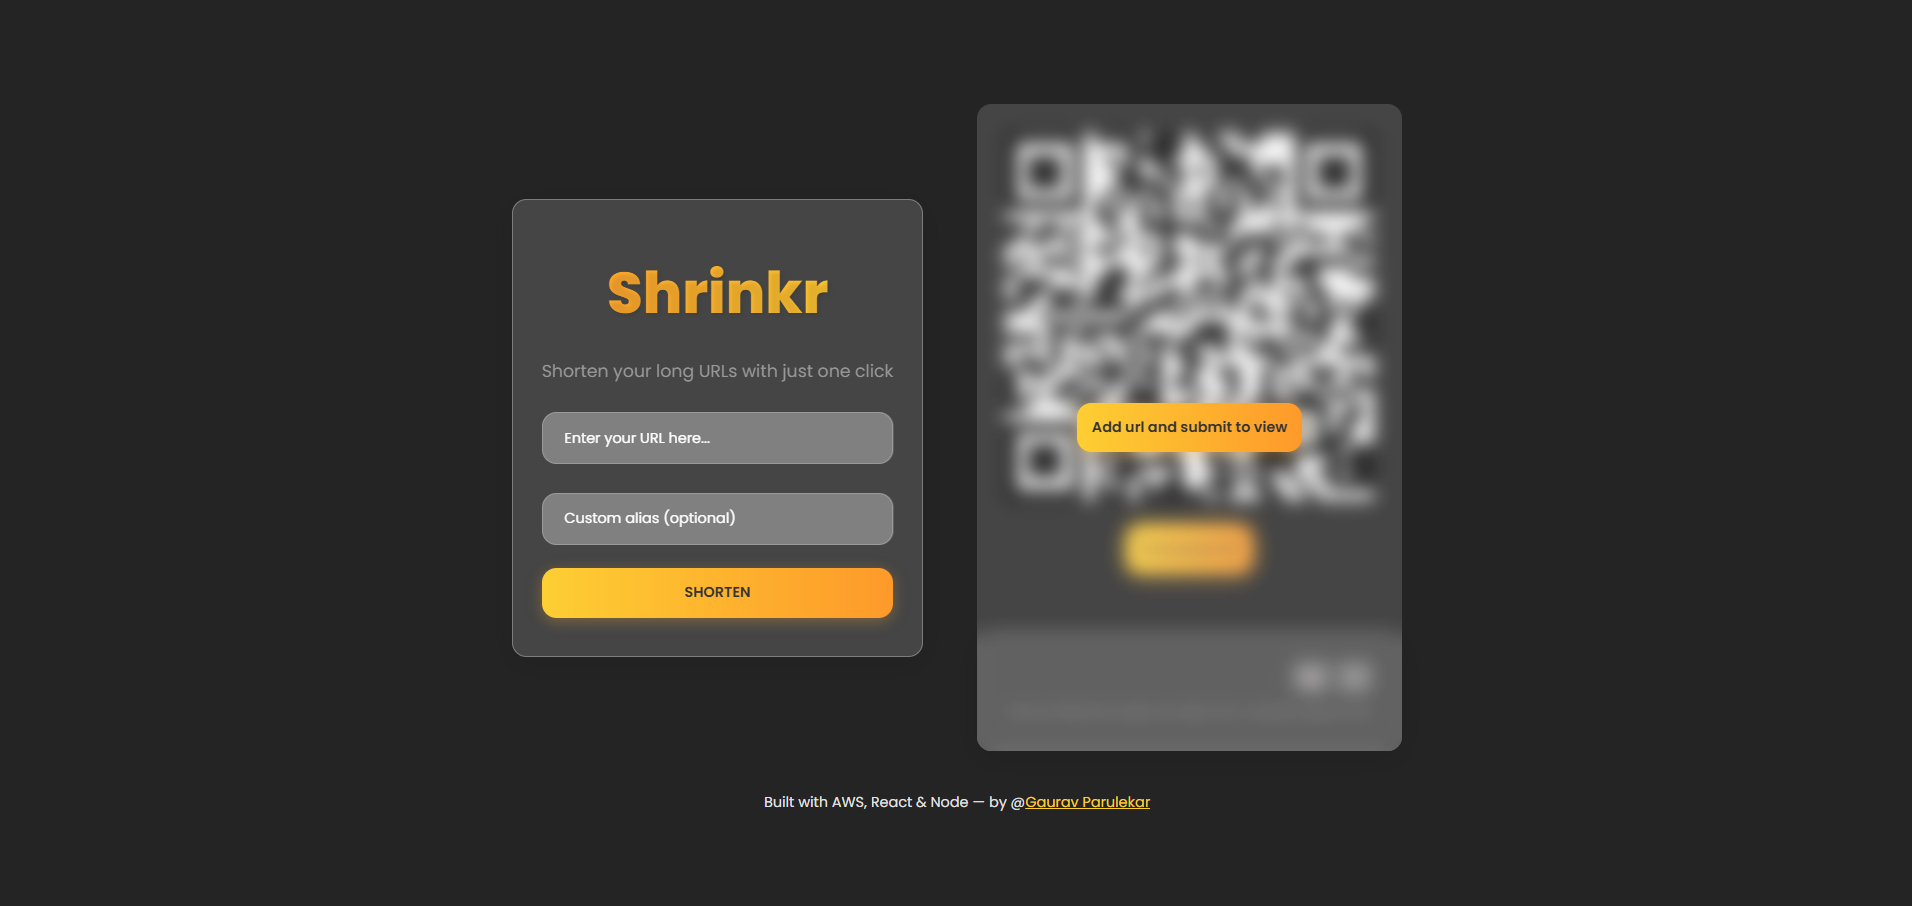 Shrinkr
Shorten your long URLs with just one click
Enter your URL here...
Custom alias (optional)
SHORTEN
Add url and submit to view
Built with AWS, React & Node — by @Gaurav Parulekar